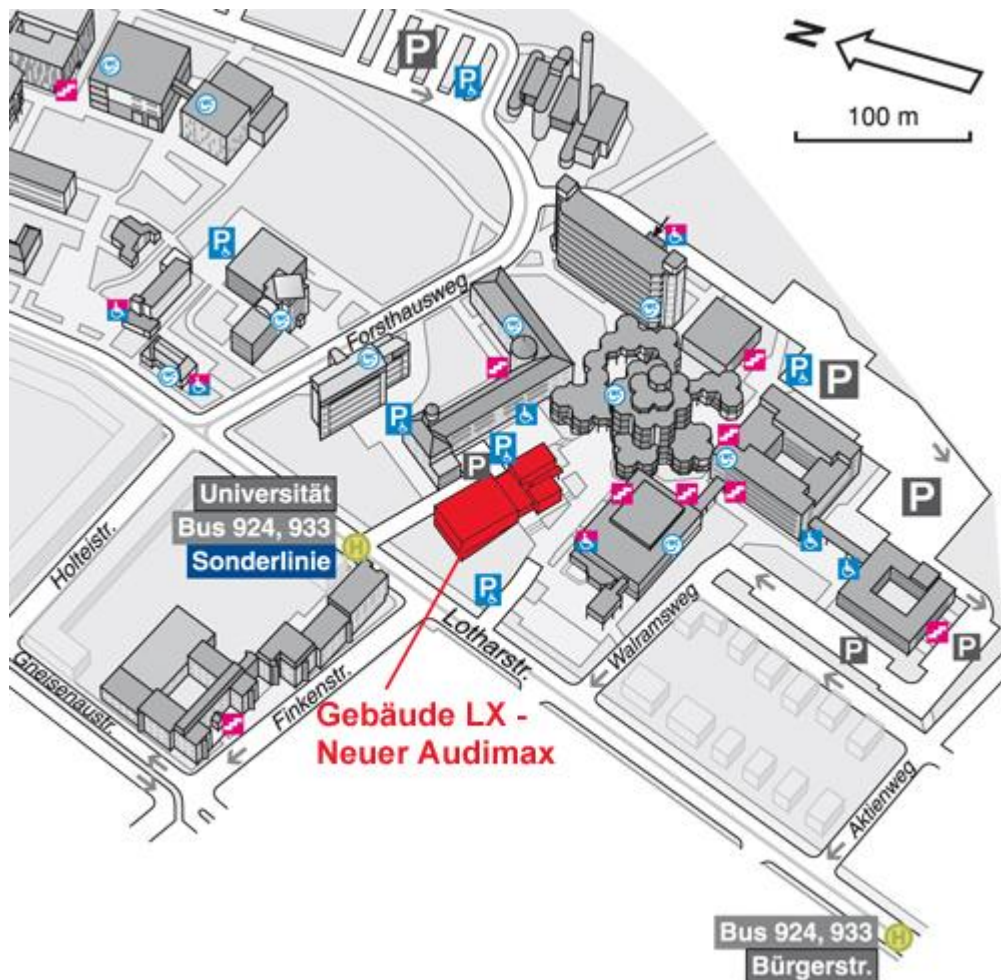 P
P
N
100 m
P
Forsthausweg
P
P
P
P
P
P
Universität
Bus 924, 933
Sonderlinie
H
Holteistr.
P
Lotharstr.
Walramsweg
P
P
Gneisenaustr.
Finkenstr.
Gebäude LX -
Neuer Audimax
Aktienweg
Bus 924, 933
H
Bürgerstr.